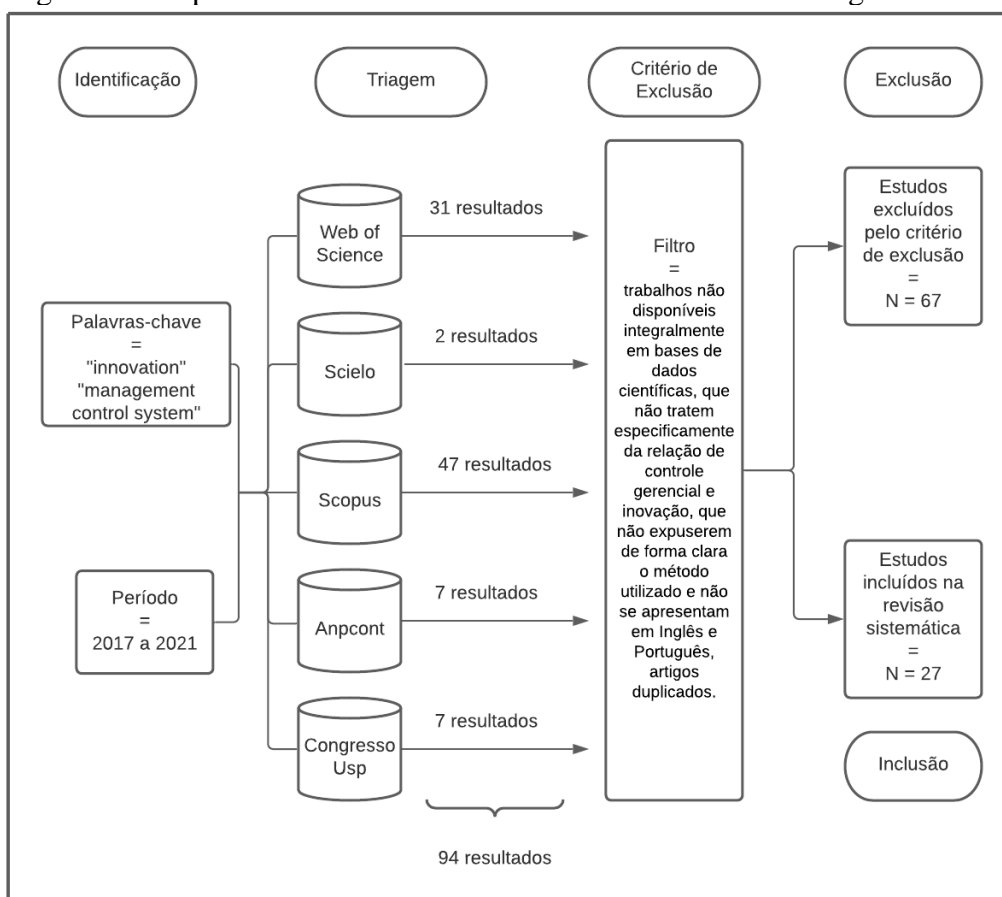 Identificação
Triagem
Critério de
Exclusão
Exclusão
Palavras-chave
=
"innovation"
"management
control system"
Período
=
2017 a 2021
Web of
Science
31 resultados
Scielo
2 resultados
Scopus
47 resultados
Anpcont
7 resultados
Congresso
Usp
7 resultados
94 resultados
Filtro
=
trabalhos não
disponíveis
integralmente
em bases de
dados
científicas, que
não tratem
especificamente
da relação de
controle
gerencial e
inovação, que
não expuserem
de forma clara
o método
utilizado e não
se apresentam
em Inglês e
Português,
artigos
duplicados.
Estudos
excluídos
pelo critério
de exclusão
=
N = 67
Estudos
incluídos na
revisão
sistemática
=
N = 27
Inclusão